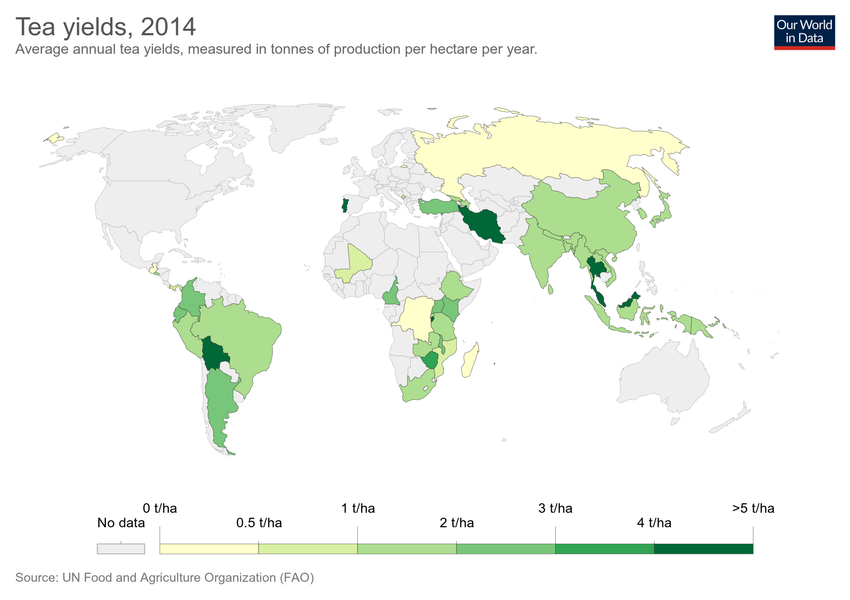 Tea yields, 2014
Average annual tea yields, measured in tonnes of production per hectare per year.
Our World
in Data
No data
0 t/ha
0.5 t/ha
1 t/ha
2 t/ha
3 t/ha
4 t/ha
>5 t/ha
Source: UN Food and Agriculture Organization (FAO)